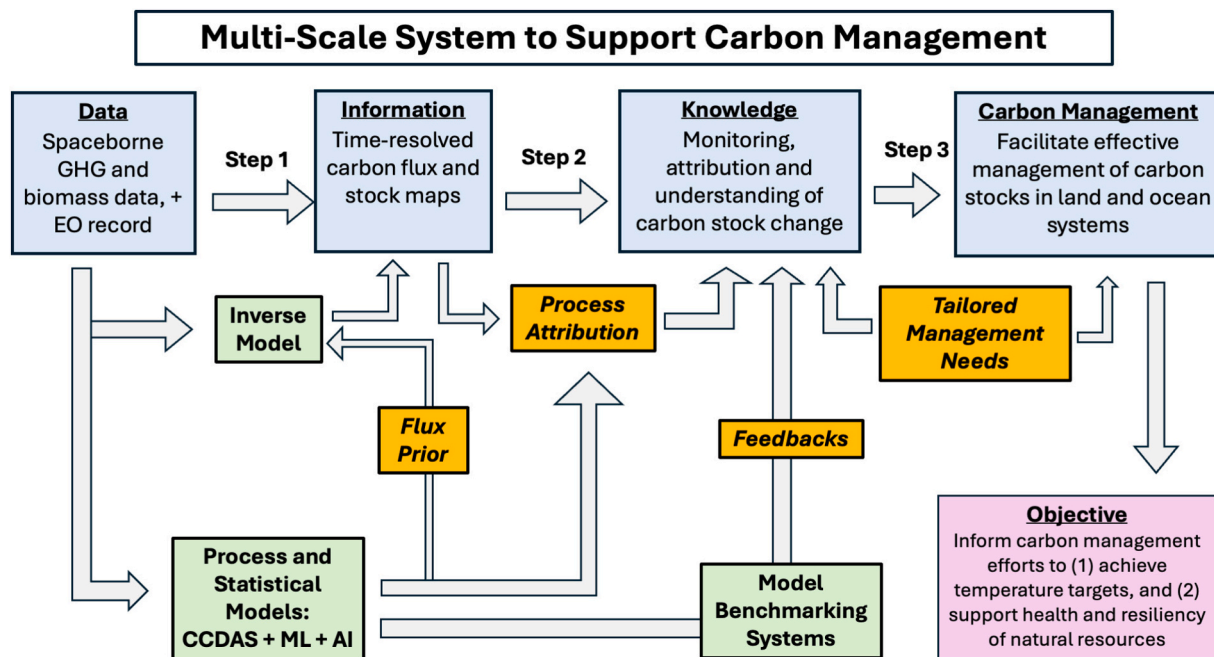 Multi-Scale System to Support Carbon Management
Data
Spaceborne
GHG and
biomass data, +
EO record
Step 1
Information
Time-resolved
carbon flux and
stock maps
Step 2
Knowledge
Monitoring,
attribution and
understanding of
carbon stock change
Step 3
Carbon Management
Facilitate effective
management of carbon
stocks in land and ocean
systems
Inverse
Model
Process
Attribution
Tailored
Management
Needs
Flux
Prior
Feedbacks
Process and
Statistical
Models:
CCDAS + ML + AI
Model
Benchmarking
Systems
Objective
Inform carbon management
efforts to (1) achieve
temperature targets, and (2)
support health and resiliency
of natural resources